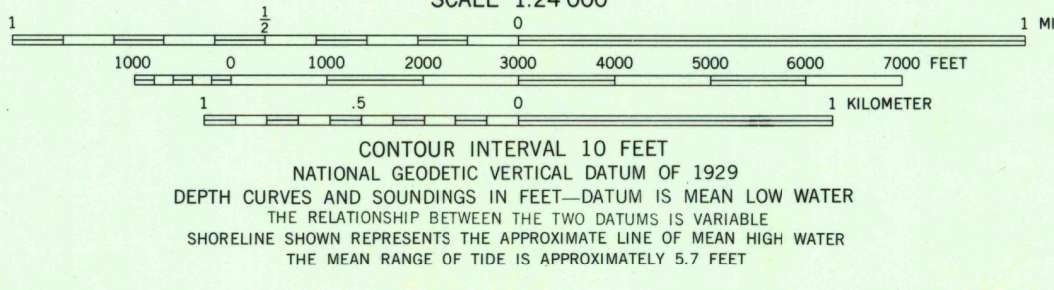 SCALE 1:24 000
1 1/2 0 1
1000 0 1000 2000 3000 4000 5000 6000 7000 FEET
1 .5 0 1 KILOMETER
CONTOUR INTERVAL 10 FEET
NATIONAL GEODETIC VERTICAL DATUM OF 1929
DEPTH CURVES AND SOUNDINGS IN FEET—DATUM IS MEAN LOW WATER
THE RELATIONSHIP BETWEEN THE TWO DATUMS IS VARIABLE
SHORELINE SHOWN REPRESENTS THE APPROXIMATE LINE OF MEAN HIGH WATER
THE MEAN RANGE OF TIDE IS APPROXIMATELY 5.7 FEET